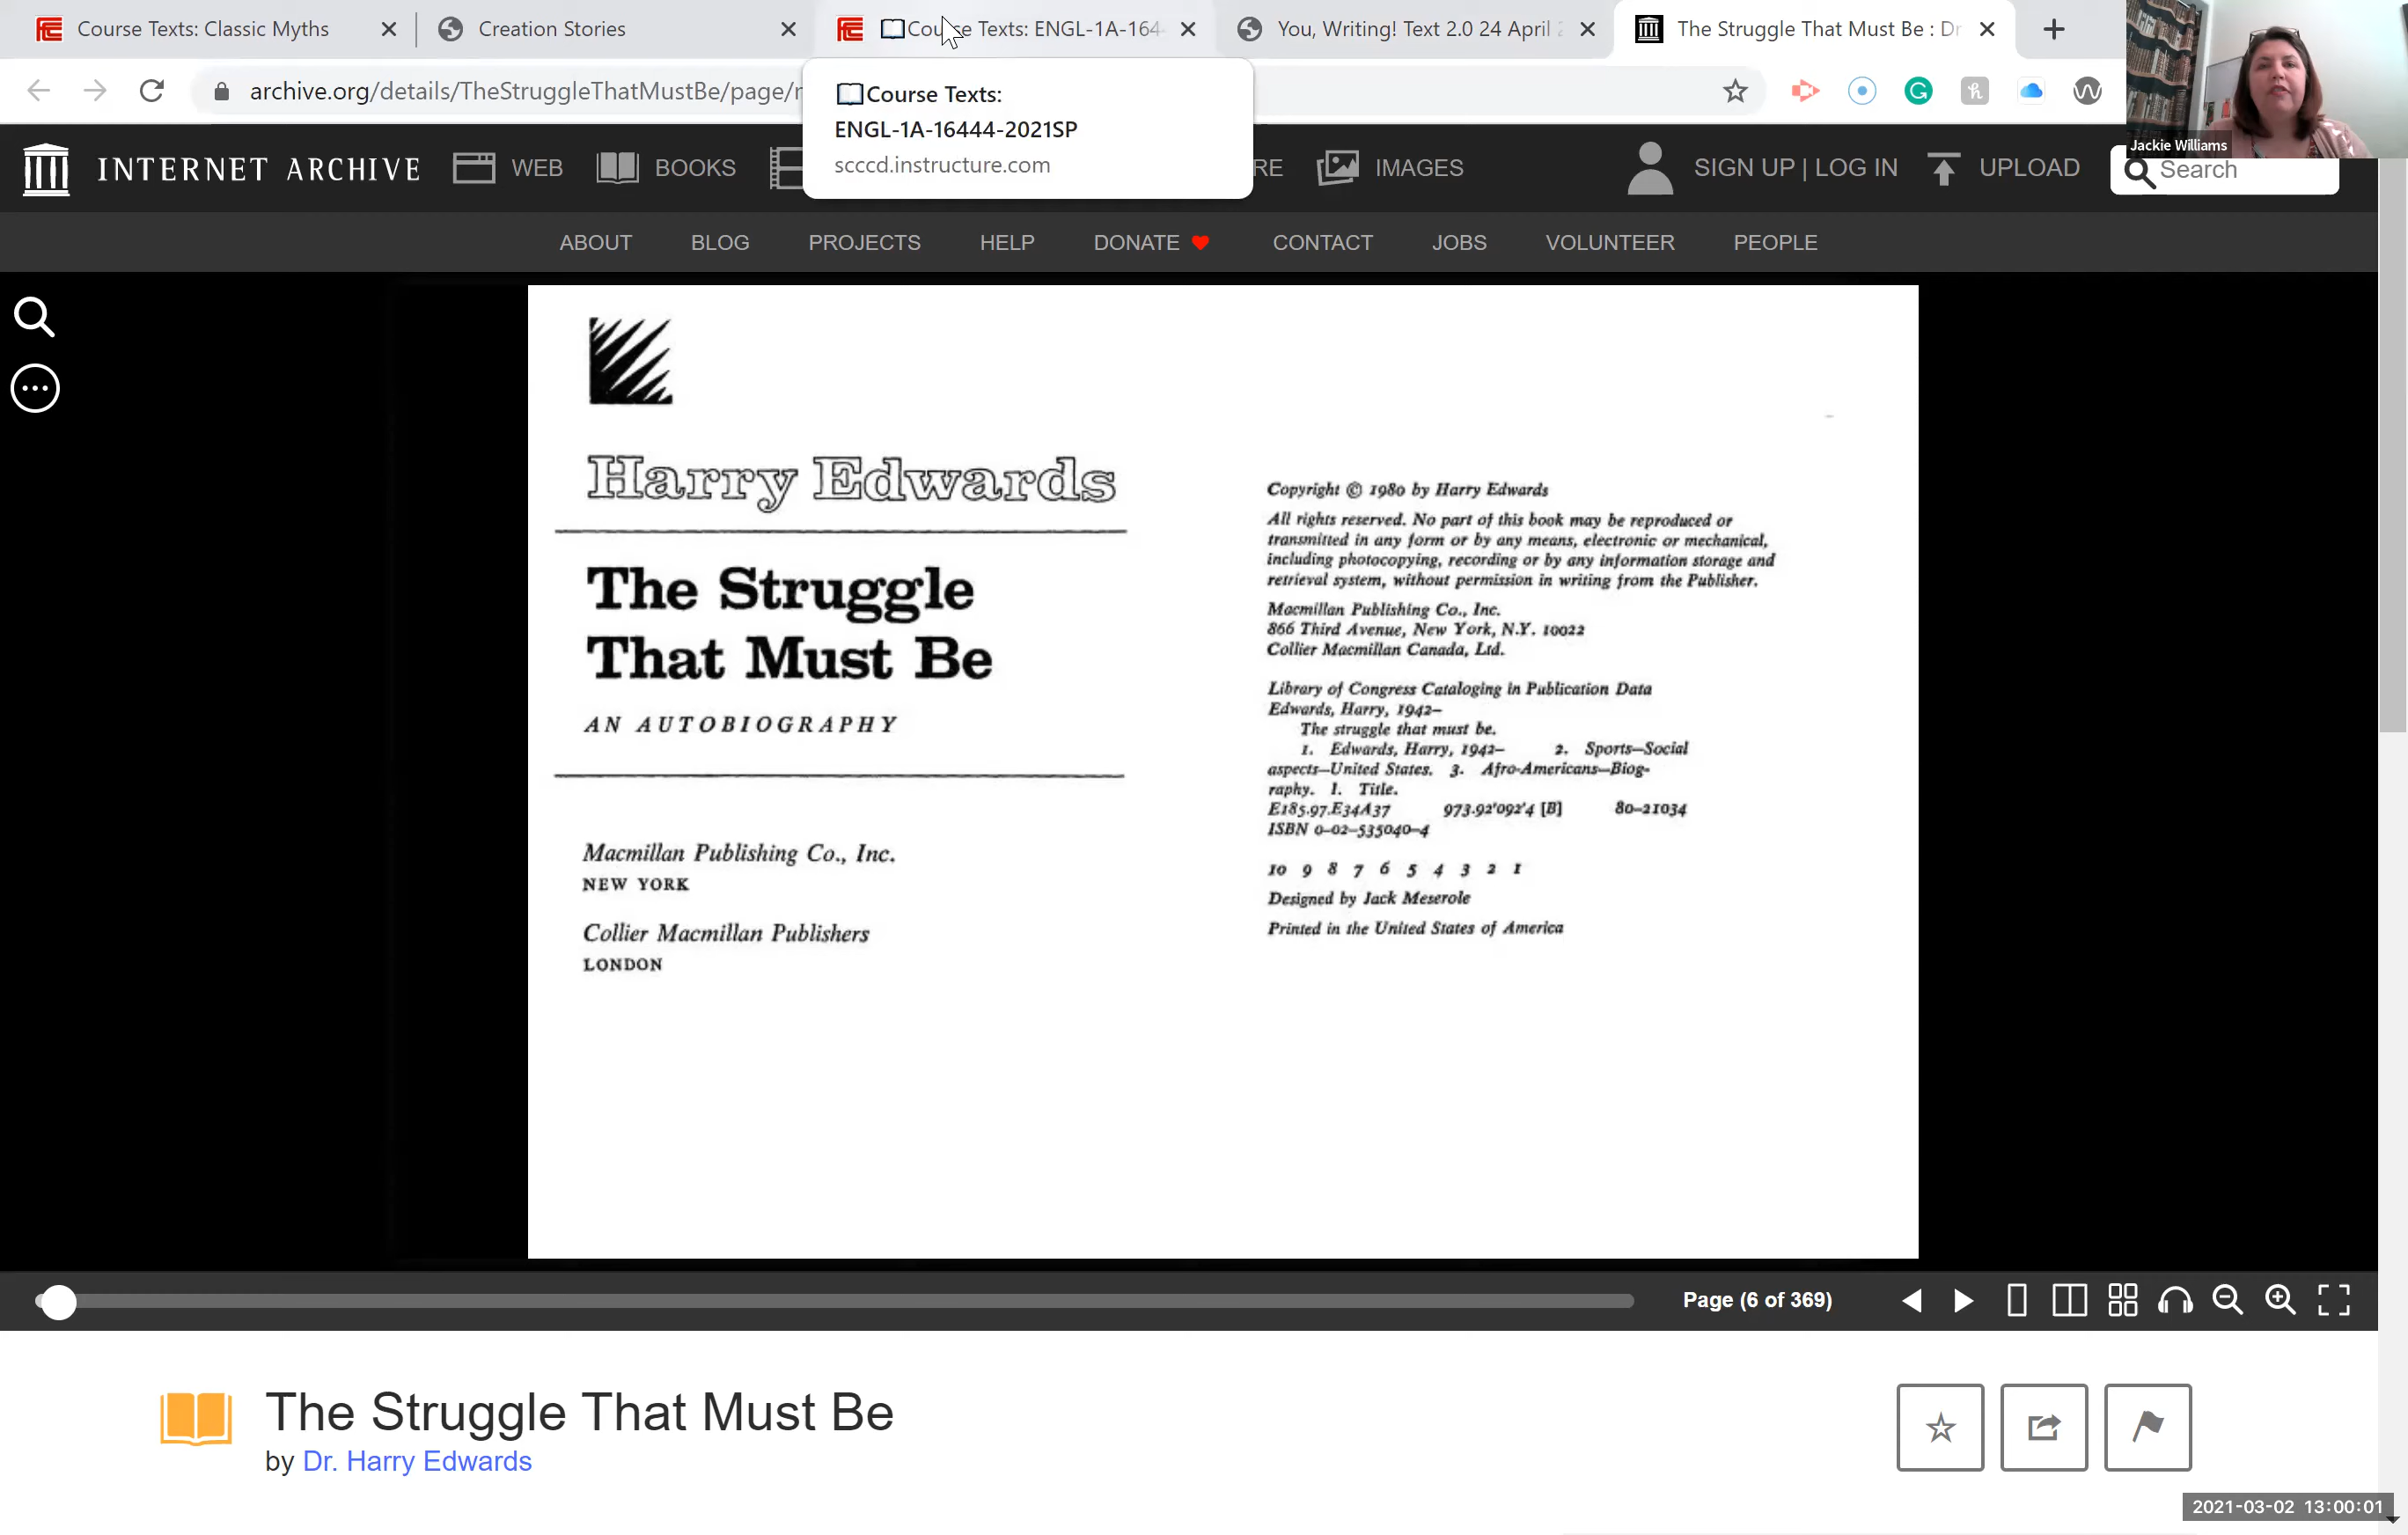 Course Texts: Classic Myths
Creation Stories
Course Texts: ENGL-1A-164
You, Writing! Text 2.0 24 April 2
The Struggle That Must Be : Dr
archive.org/details/TheStruggleThatMustBe/page/
Course Texts:
ENGL-1A-16444-2021SP
scccd.instructure.com
Jackie Williams
INTERNET ARCHIVE
WEB
BOOKS
RE
IMAGES
SIGN UP | LOG IN
UPLOAD
Search
ABOUT
BLOG
PROJECTS
HELP
DONATE
CONTACT
JOBS
VOLUNTEER
PEOPLE
Harry Edwards
The Struggle
That Must Be
AN AUTOBIOGRAPHY
Macmillan Publishing Co., Inc.
NEW YORK
Collier Macmillan Publishers
LONDON
Copyright © 1980 by Harry Edwards
All rights reserved. No part of this book may be reproduced or
transmitted in any form or by any means, electronic or mechanical,
including photocopying, recording or by any information storage and
retrieval system, without permission in writing from the Publisher.
Macmillan Publishing Co., Inc.
866 Third Avenue, New York, N.Y. 10022
Collier Macmillan Canada, Ltd.
Library of Congress Cataloging in Publication Data
Edwards, Harry, 1942–
The struggle that must be.
1. Edwards, Harry, 1942– 2. Sports—Social
aspects—United States. 3. Afro-Americans—Biog-
raphy. I. Title.
E185.97.E34A37 973.92'092'4 [B] 80–21034
ISBN 0–02–535040–4
10 9 8 7 6 5 4 3 2 1
Designed by Jack Meserole
Printed in the United States of America
Page (6 of 369)
The Struggle That Must Be
by Dr. Harry Edwards
2021-03-02 13:00:01